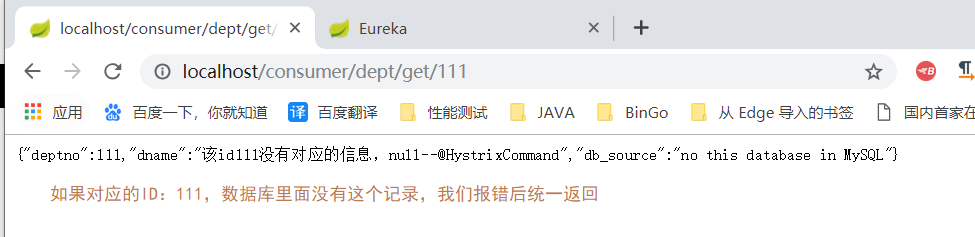 localhost/consumer/dept/get/
Eureka
localhost/consumer/dept/get/111
应用 百度一下，你就知道 译 百度翻译 性能测试 JAVA BinGo 从 Edge 导入的书签 国内首家在
{"deptno":111,"dname":"该id111没有对应的信息，null--@HystrixCommand","db_source":"no this database in MySQL"}
如果对应的ID：111，数据库里面没有这个记录，我们报错后统一返回